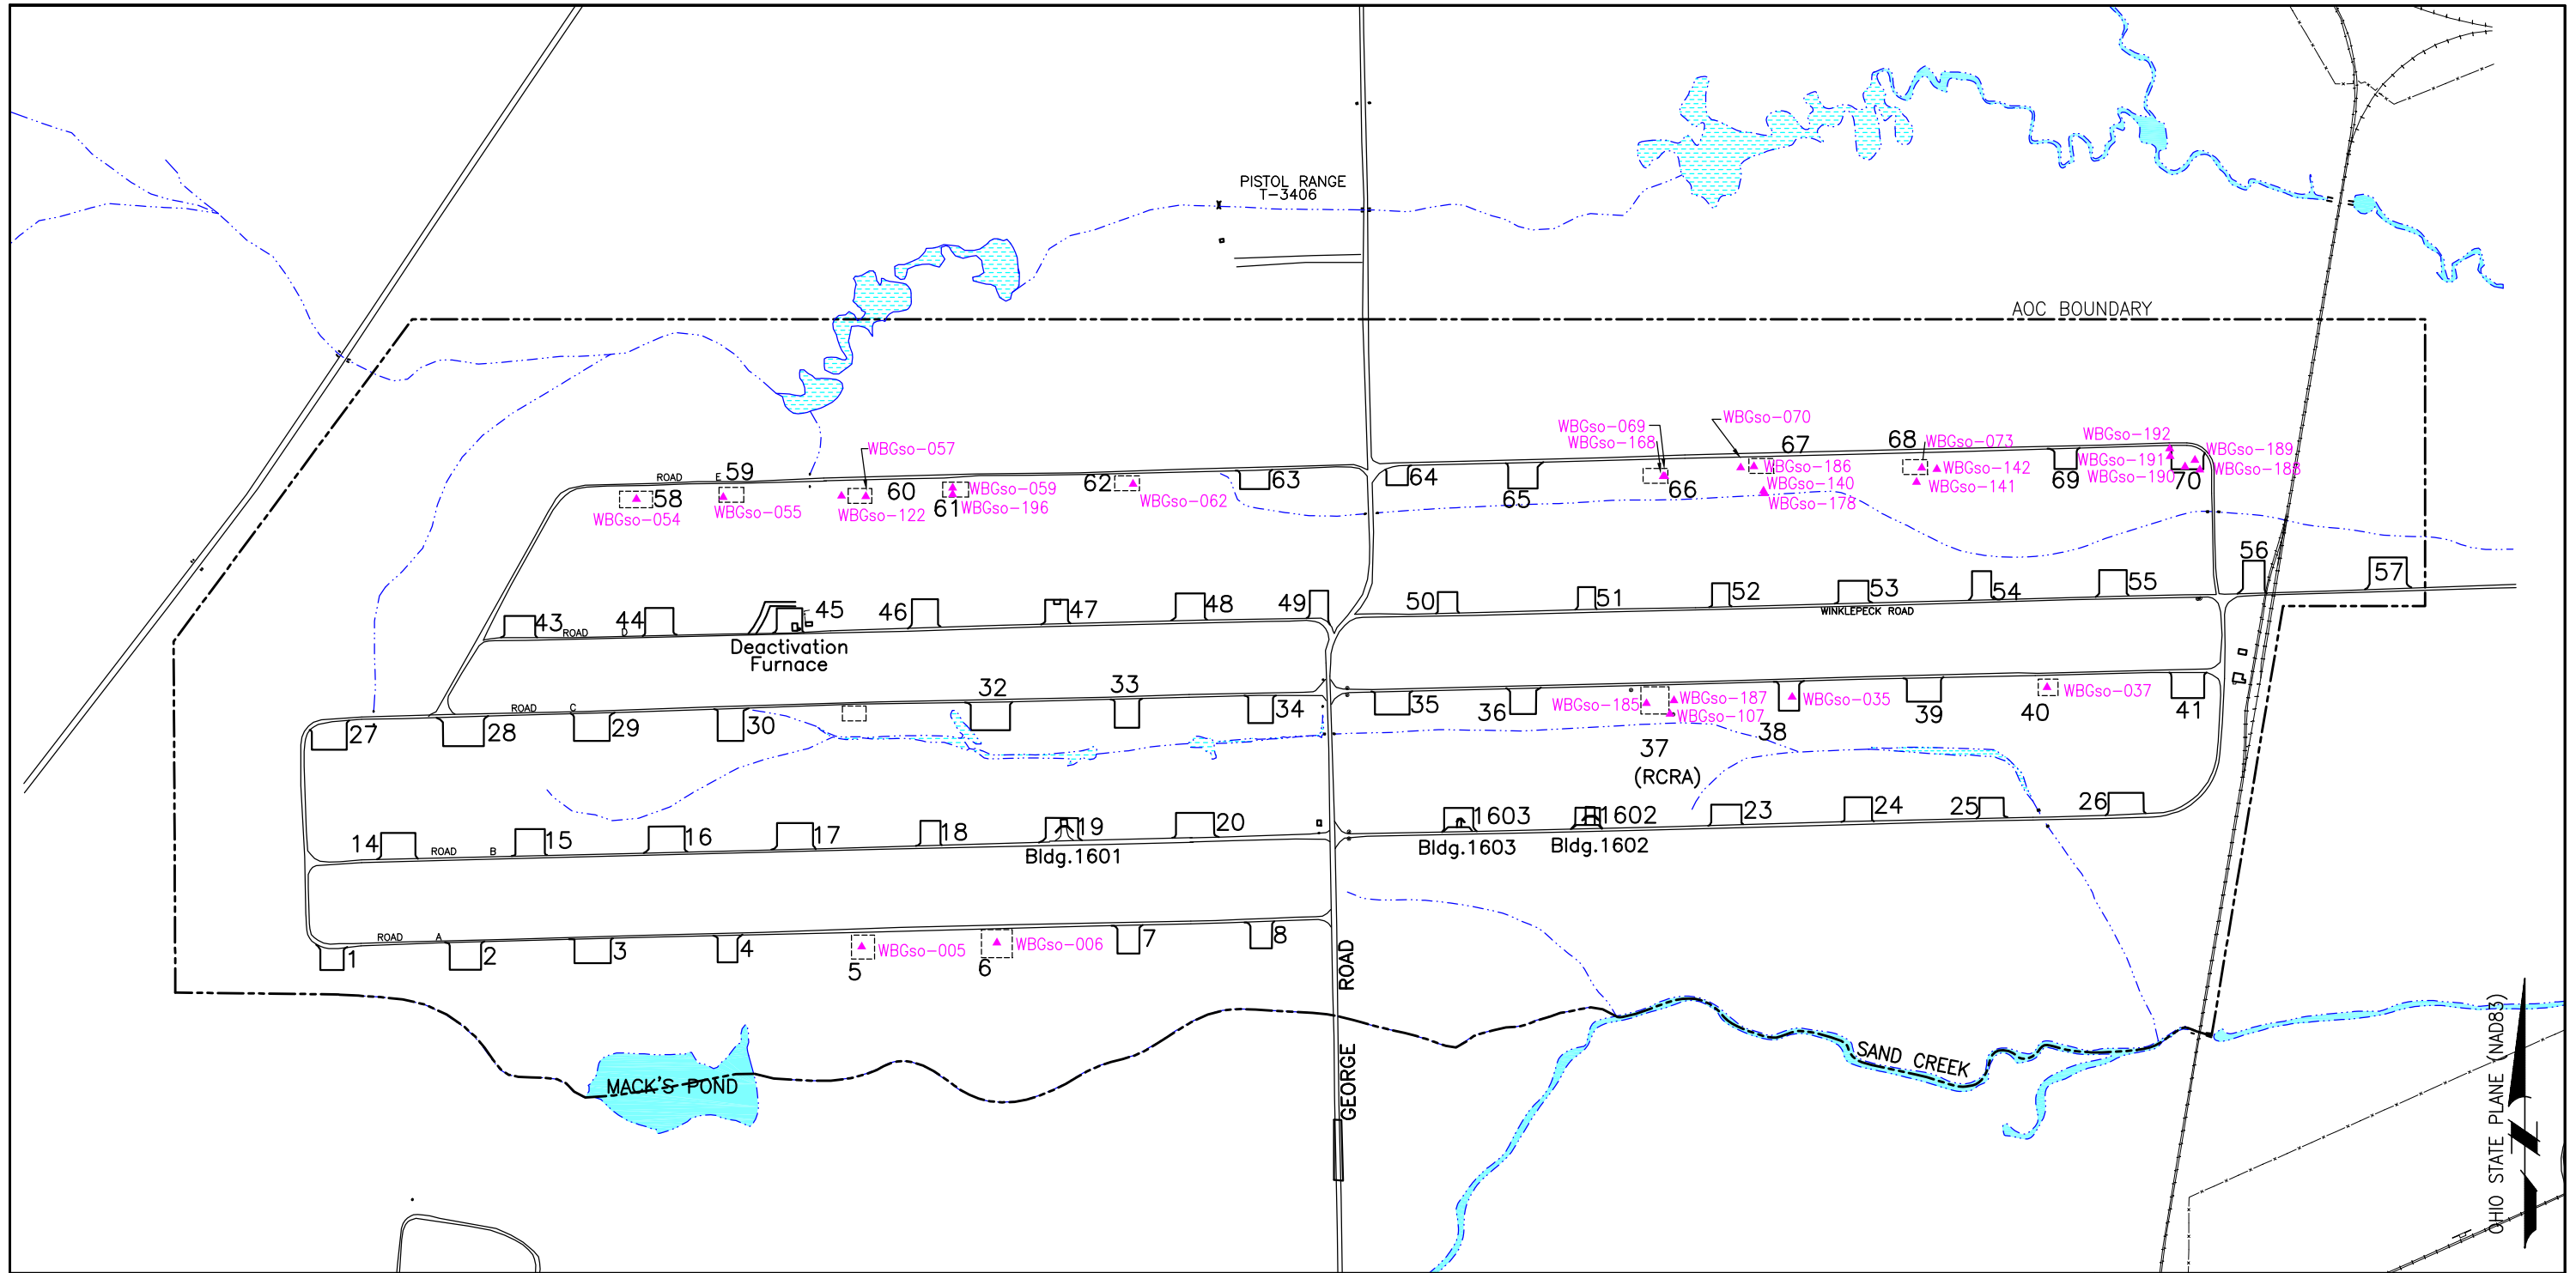 PISTOL RANGE
T-3406
AOC BOUNDARY
WBGso-070
WBGso-069
WBGso-168
67
68
WBGso-073
WBGso-192
WBGso-189
WBGso-057
WBGso-191
WBGso-188
WBGso-186
WBGso-142
WBGso-190
70
ROAD E
59
63
64
65
66
69
WBGso-140
WBGso-141
58
60
62
61
WBGso-059
WBGso-196
WBGso-062
WBGso-178
WBGso-054
WBGso-055
WBGso-122
56
57
43
44
45
46
47
48
49
50
51
52
53
54
55
ROAD D
WINKLEPECK ROAD
Deactivation
Furnace
32
33
34
35
36
WBGso-185
WBGso-187
WBGso-107
WBGso-035
WBGso-037
39
40
41
ROAD C
27
28
29
30
37
(RCRA)
38
14
15
16
17
18
19
20
1603
1602
23
24
25
26
ROAD B
Bldg.1601
Bldg.1603
Bldg.1602
ROAD A
1
2
3
4
5
WBGso-005
6
WBGso-006
7
8
GEORGE ROAD
MACK'S POND
SAND CREEK
OHIO STATE PLANE (NAD83)